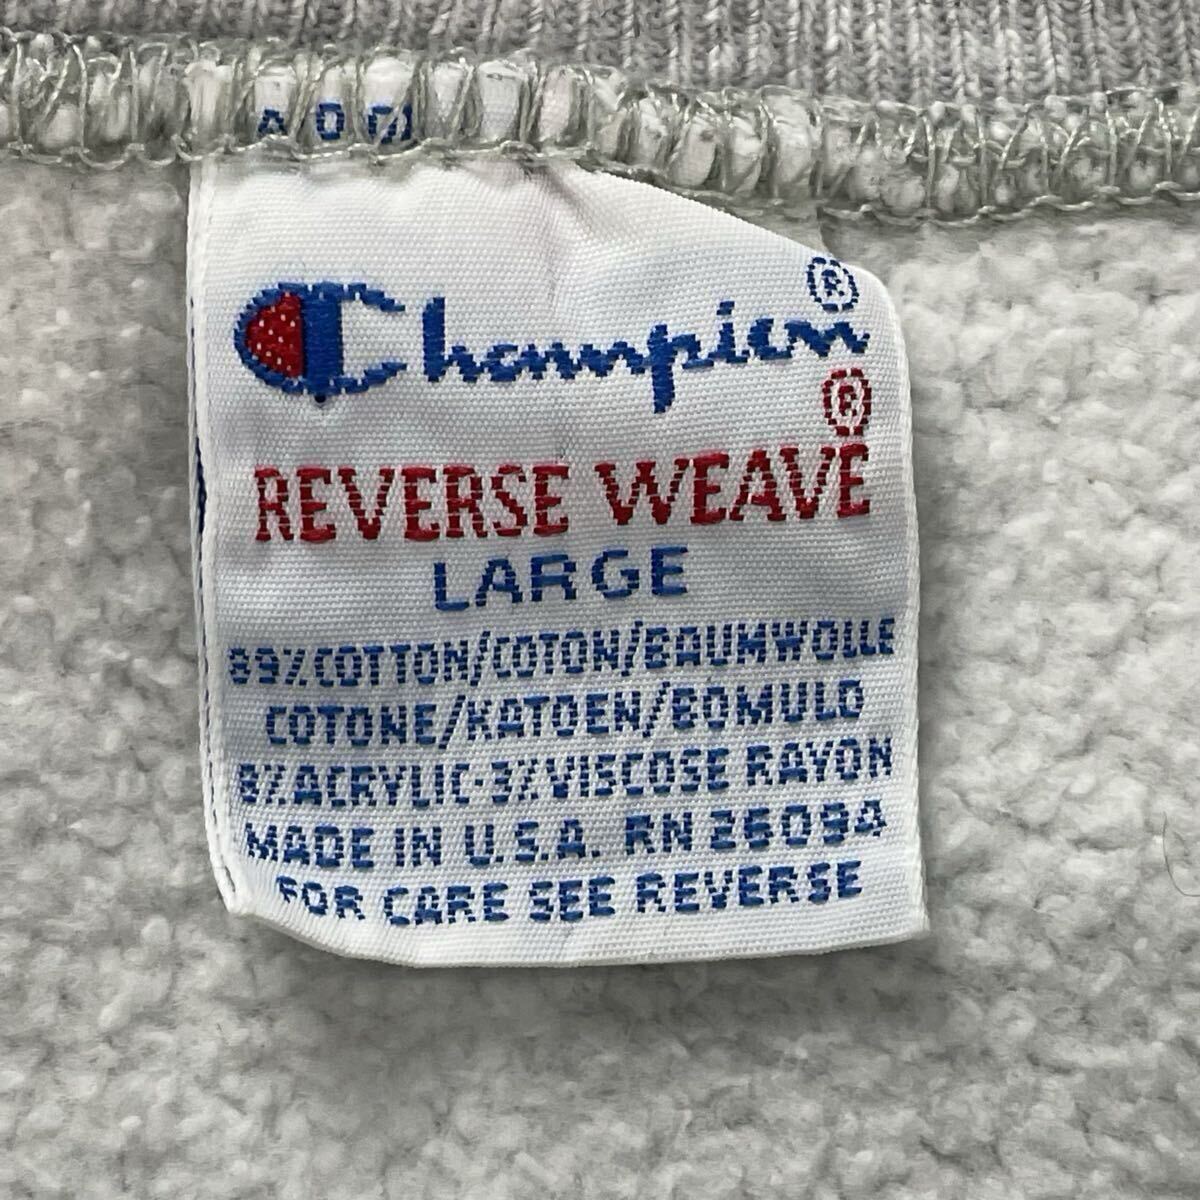 Champion®
REVERSE WEAVE®
LARGE
89% COTTON/COTON/BAUMWOLLE
COTONE/KATOEN/BOMULD
8% ACRYLIC-3% VISCOSE RAYON
MADE IN U.S.A. RN 26094
FOR CARE SEE REVERSE